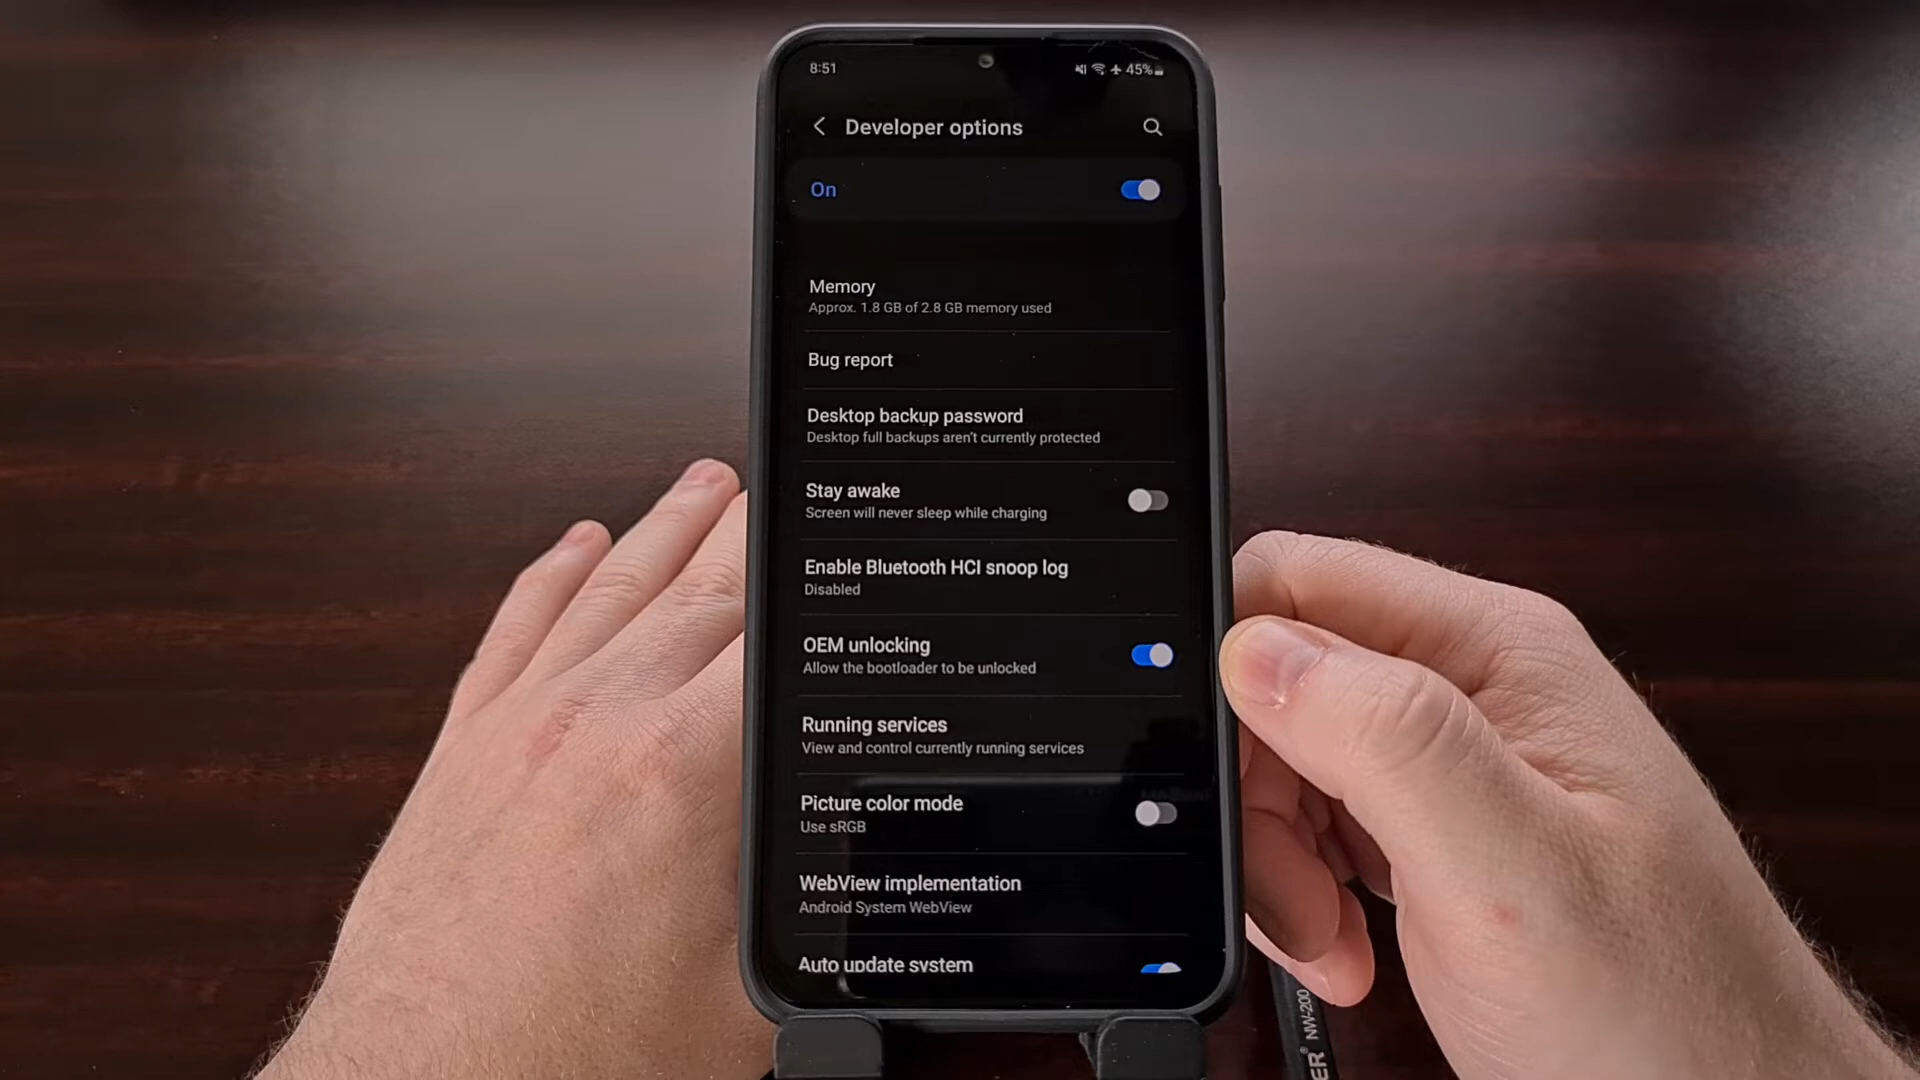 8:51
45%
Developer options
On
Memory
Approx. 1.8 GB of 2.8 GB memory used
Bug report
Desktop backup password
Desktop full backups aren't currently protected
Stay awake
Screen will never sleep while charging
Enable Bluetooth HCI snoop log
Disabled
OEM unlocking
Allow the bootloader to be unlocked
Running services
View and control currently running services
Picture color mode
Use sRGB
WebView implementation
Android System WebView
Auto update system
NW-200